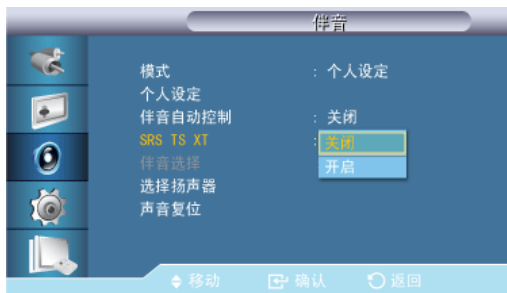 伴音
模式 : 个人设定
个人设定
伴音自动控制 : 关闭
SRS TS XT : 关闭
开启
伴音选择
选择扬声器
声音复位
移动 确认 返回